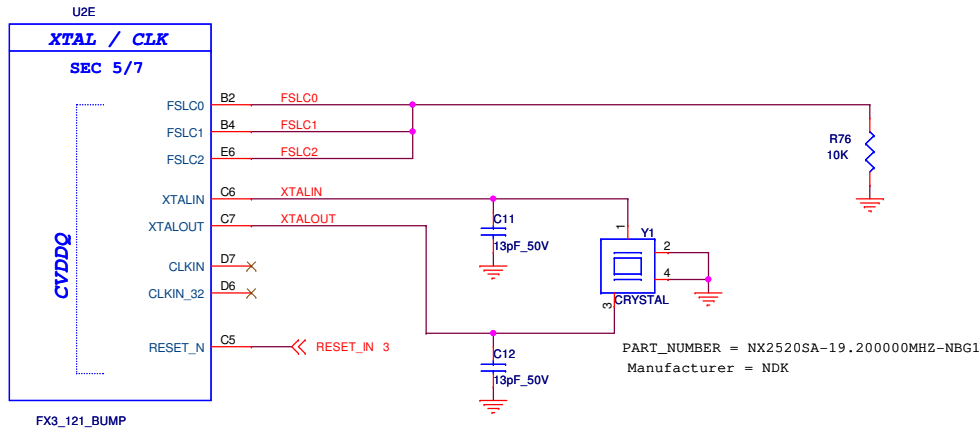 U2E
XTAL / CLK
SEC 5/7
FSLC0 B2 FSLC0
FSLC1 B4 FSLC1
FSLC2 E6 FSLC2
R76
10K
XTALIN C6 XTALIN
XTALOUT C7 XTALOUT
C11
13pF_50V
1
Y1
2
4
3
CRYSTAL
CLKIN D7
CLKIN_32 D6
CVDDQ
RESET_N C5 RESET_IN 3
C12
13pF_50V
PART_NUMBER = NX2520SA-19.200000MHZ-NBG1
Manufacturer = NDK
FX3_121_BUMP